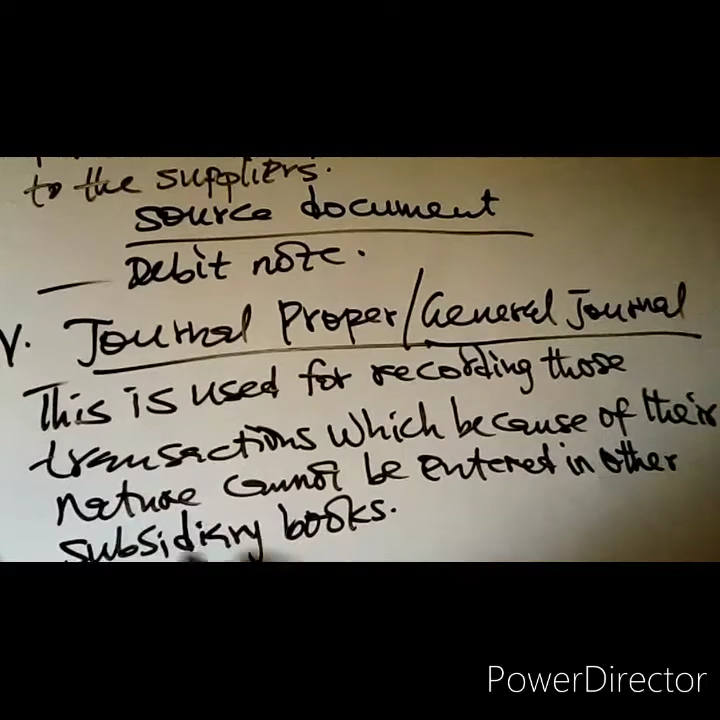 to the suppliers.
source document
— Debit note.
V. Journal Proper/General Journal
This is used for recording those
transactions which because of their
nature cannot be entered in other
subsidiary books.
PowerDirector